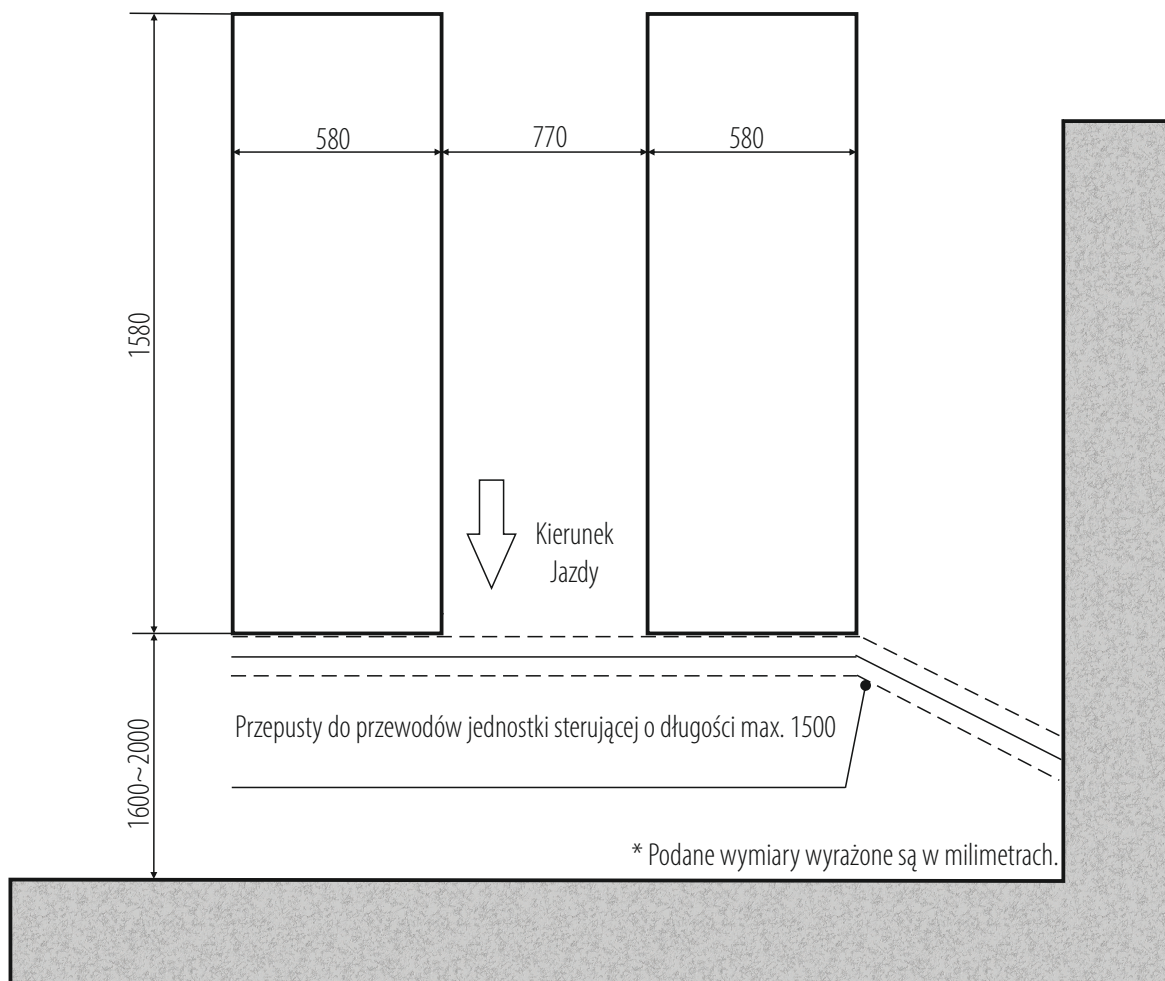 580
770
580
1580
Kierunek
Jazdy
Przepusty do przewodów jednostki sterującej o długości max. 1500
1600~2000
* Podane wymiary wyrażone są w milimetrach.